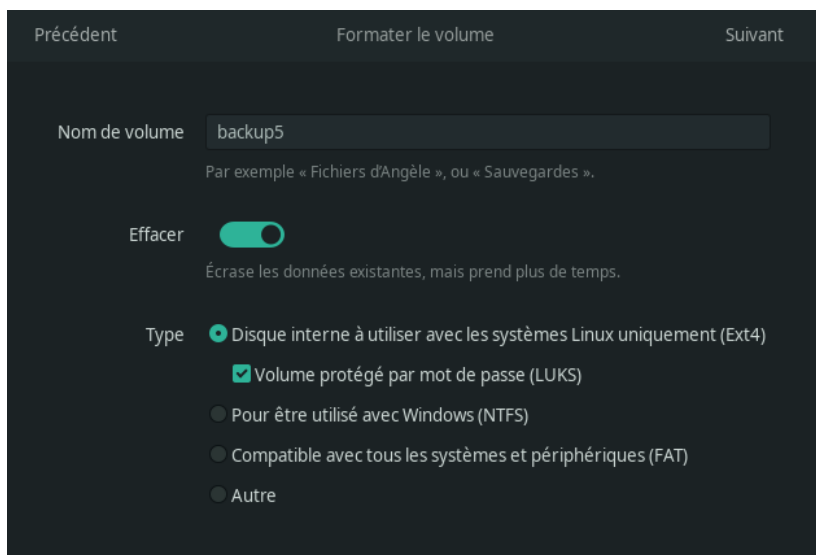 Précédent Formater le volume Suivant
Nom de volume backup5
Par exemple « Fichiers d’Angèle », ou « Sauvegardes ».
Effacer
Écrase les données existantes, mais prend plus de temps.
Type Disque interne à utiliser avec les systèmes Linux uniquement (Ext4)
Volume protégé par mot de passe (LUKS)
Pour être utilisé avec Windows (NTFS)
Compatible avec tous les systèmes et périphériques (FAT)
Autre